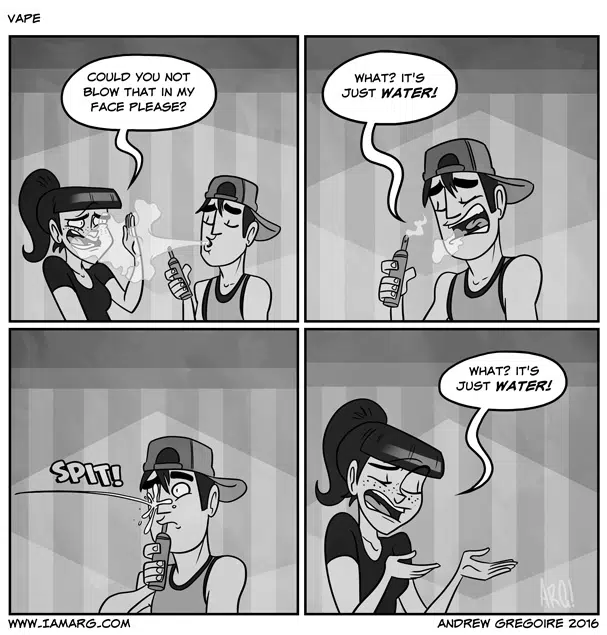 VAPE
COULD YOU NOT
BLOW THAT IN MY
FACE PLEASE?
WHAT? IT'S
JUST WATER!
SPIT!
WHAT? IT'S
JUST WATER!
ARG!
WWW.IAMARG.COM
ANDREW GREGOIRE 2016